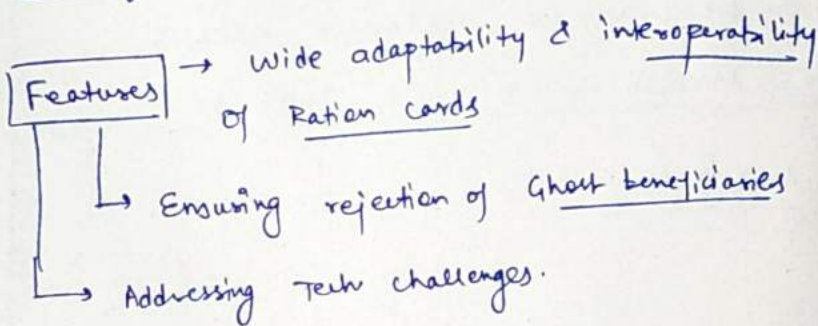 Features → Wide adaptability & interoperability
of Ration cards
→ Ensuring rejection of Ghost beneficiaries
→ Addressing Tech challenges.